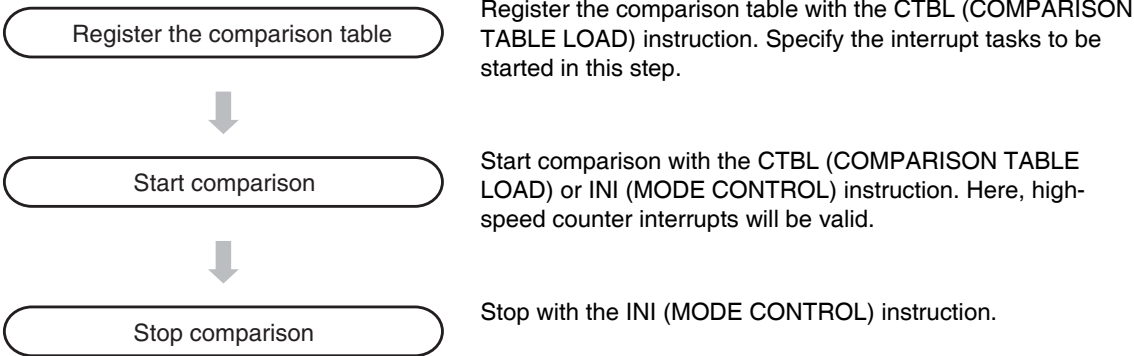 Register the comparison table
Register the comparison table with the CTBL (COMPARISON
TABLE LOAD) instruction. Specify the interrupt tasks to be
started in this step.
Start comparison
Start comparison with the CTBL (COMPARISON TABLE
LOAD) or INI (MODE CONTROL) instruction. Here, high-
speed counter interrupts will be valid.
Stop comparison
Stop with the INI (MODE CONTROL) instruction.